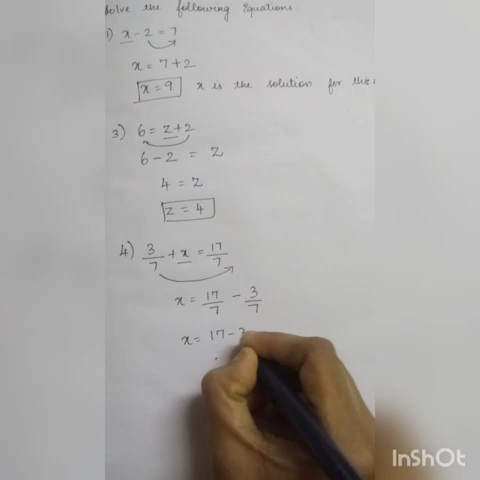 Solve the following Equations.
1) x - 2 = 7
x = 7 + 2
x = 9 x is the solution for the
3) 6 = z + 2
6 - 2 = z
4 = z
z = 4
4) 3/7 + x = 17/7
x = 17/7 - 3/7
x = 17 - 3
InShOt